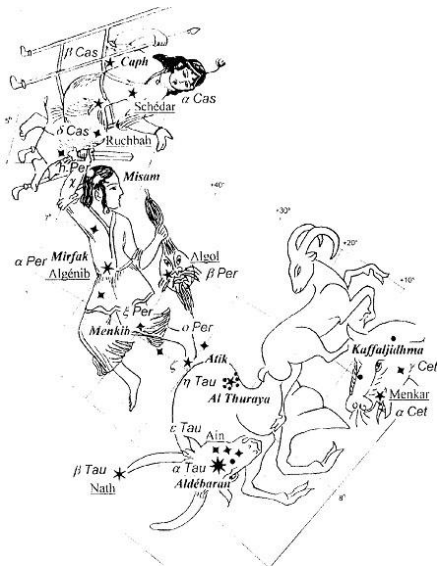 β Cas
Caph
α Cas
Schédar
δ Cas
Ruchbah
h Per
χ
Misam
+40°
+30°
+20°
+10°
α Per
Mirfak
Algénib
Algol
β Per
ξ Per
Menkib
ο Per
ζ
Atik
η Tau
Al Thuraya
Kaffaljidhma
γ Cet
Menkar
α Cet
ε Tau
Ain
β Tau
Nath
α Tau
Aldébaran